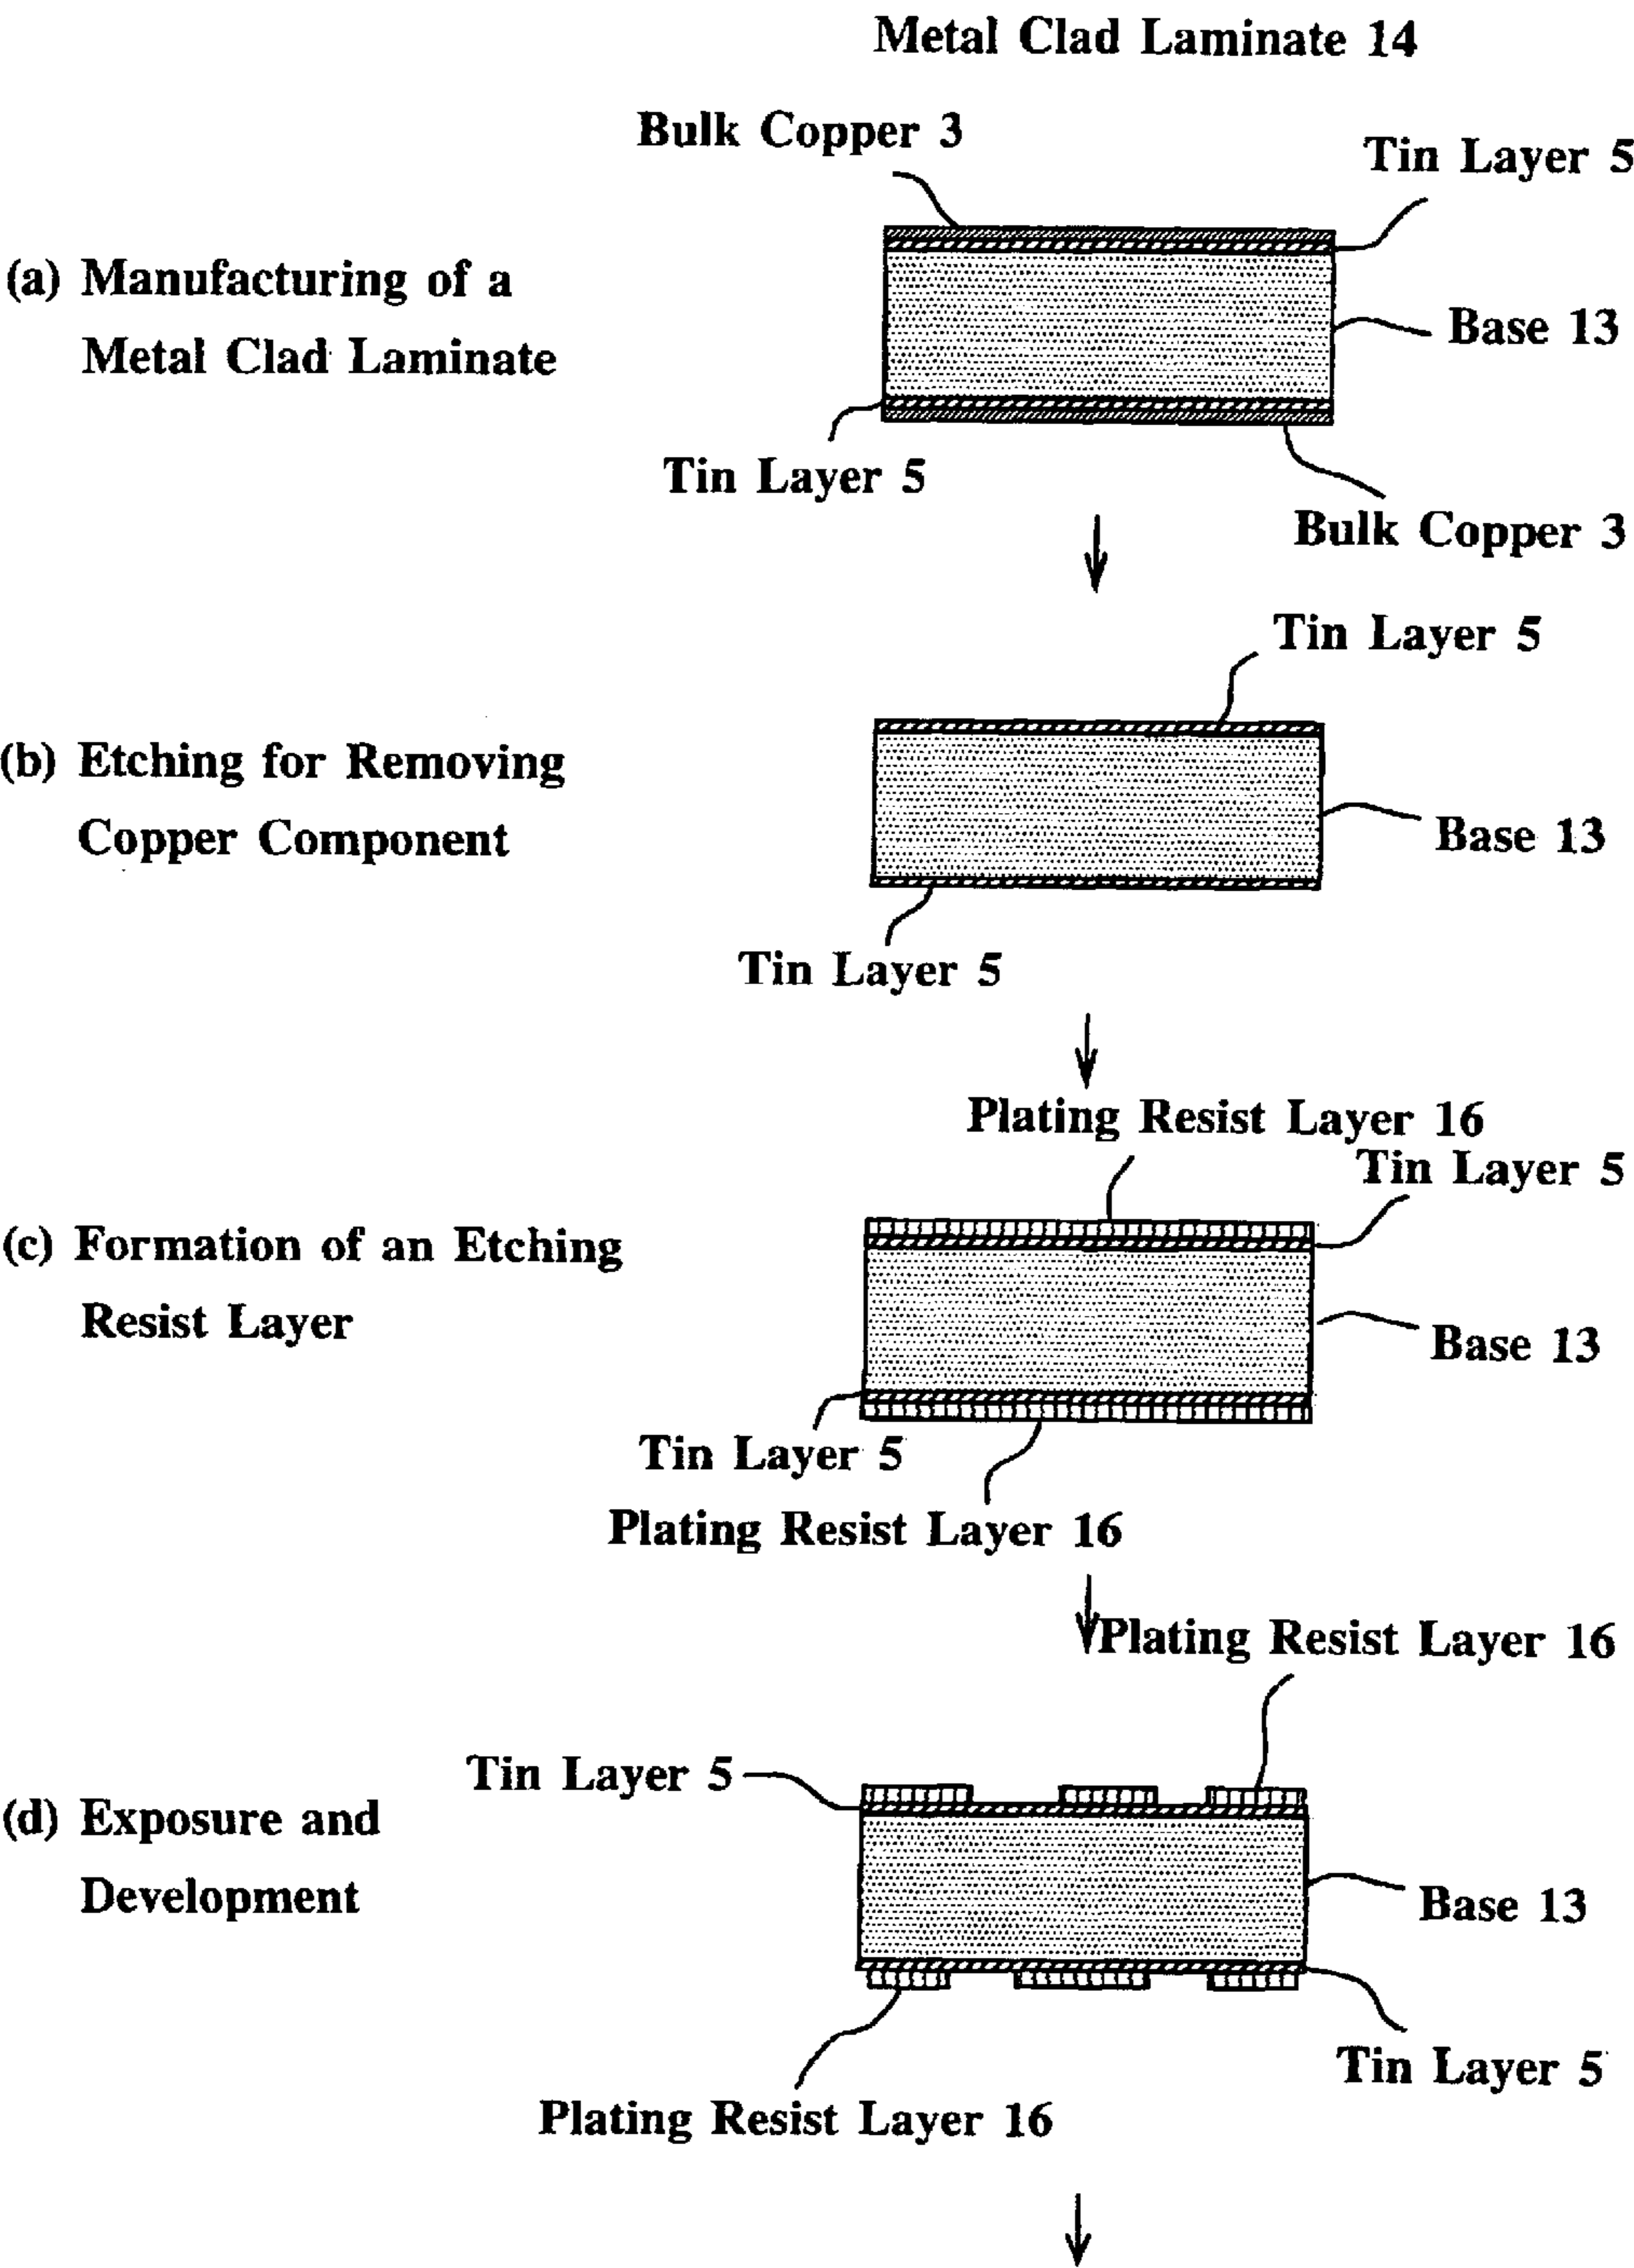 Metal Clad Laminate 14
Bulk Copper 3
Tin Layer 5
(a) Manufacturing of a
Metal Clad Laminate
Base 13
Tin Layer 5
Bulk Copper 3
Tin Layer 5
(b) Etching for Removing
Copper Component
Base 13
Tin Layer 5
Plating Resist Layer 16
Tin Layer 5
(c) Formation of an Etching
Resist Layer
Base 13
Tin Layer 5
Plating Resist Layer 16
Plating Resist Layer 16
Tin Layer 5
(d) Exposure and
Development
Base 13
Tin Layer 5
Plating Resist Layer 16